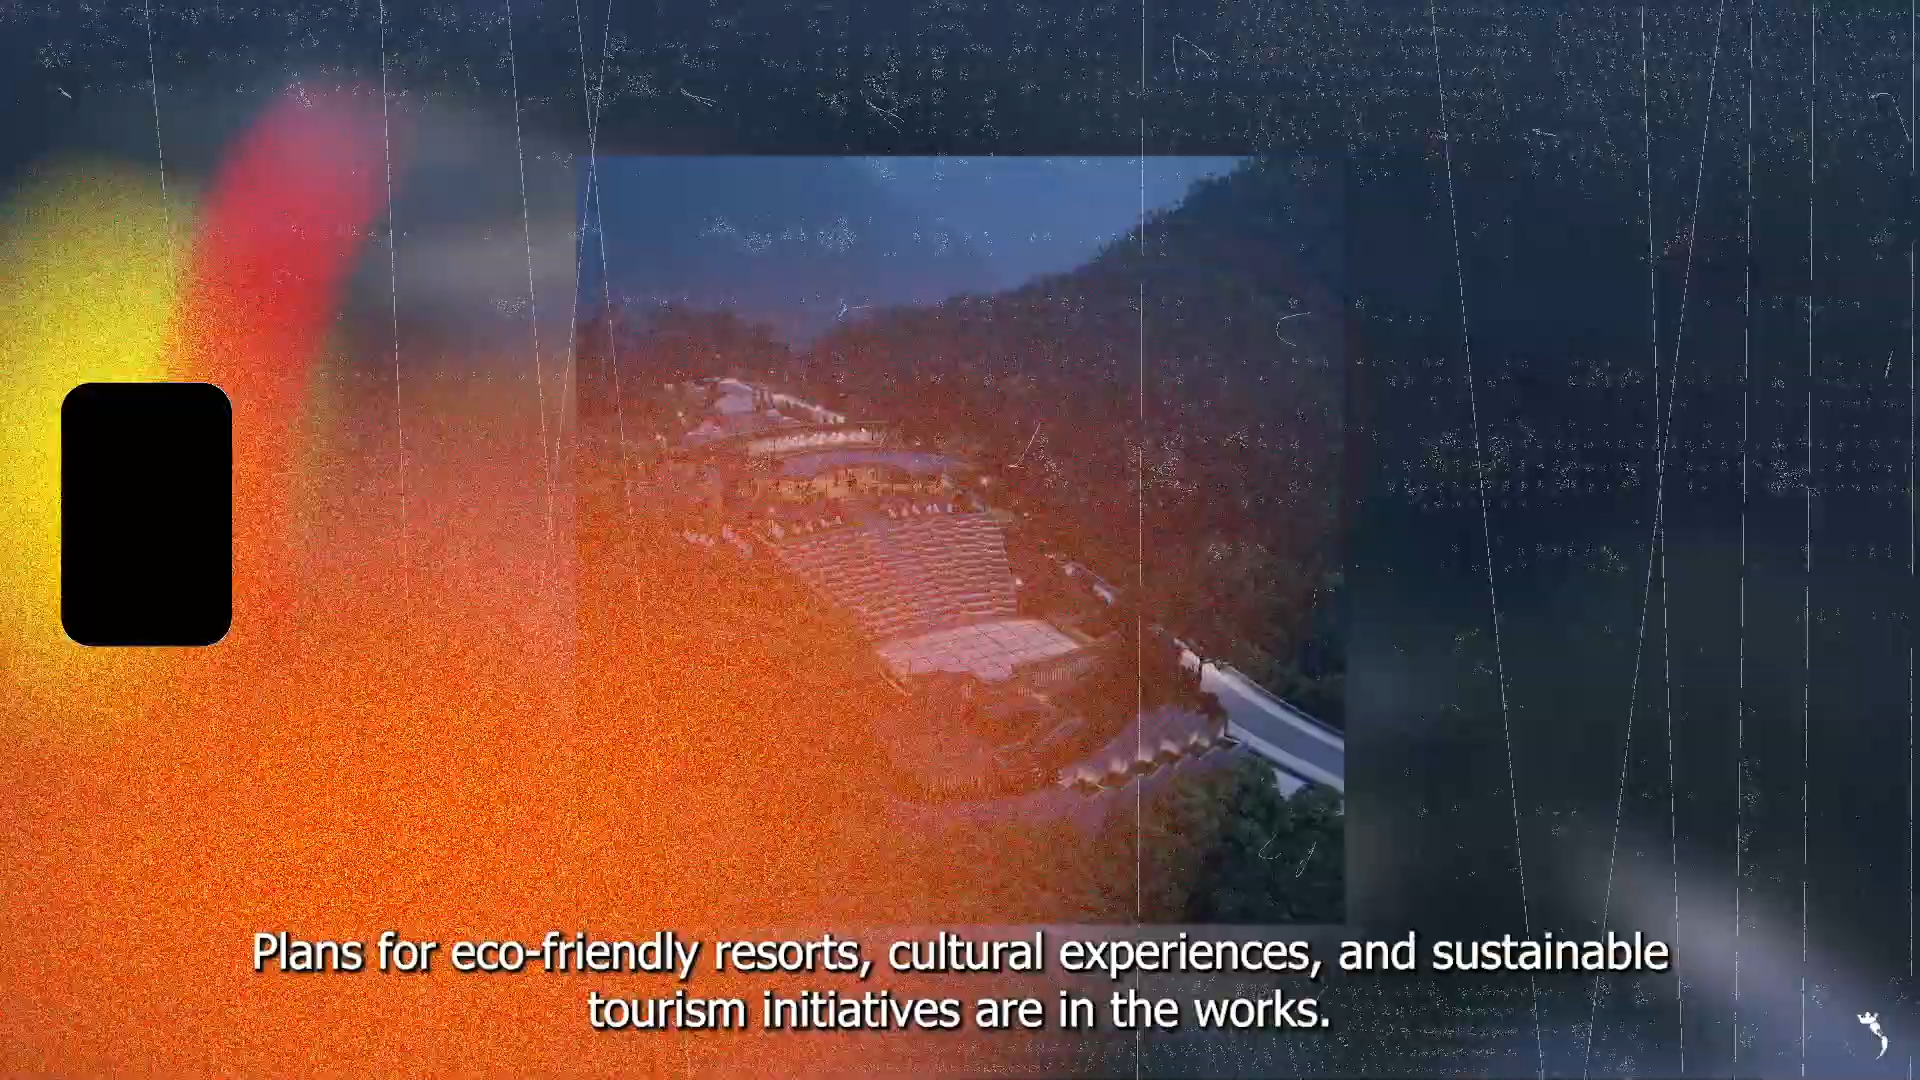 Plans for eco-friendly resorts, cultural experiences, and sustainable
tourism initiatives are in the works.